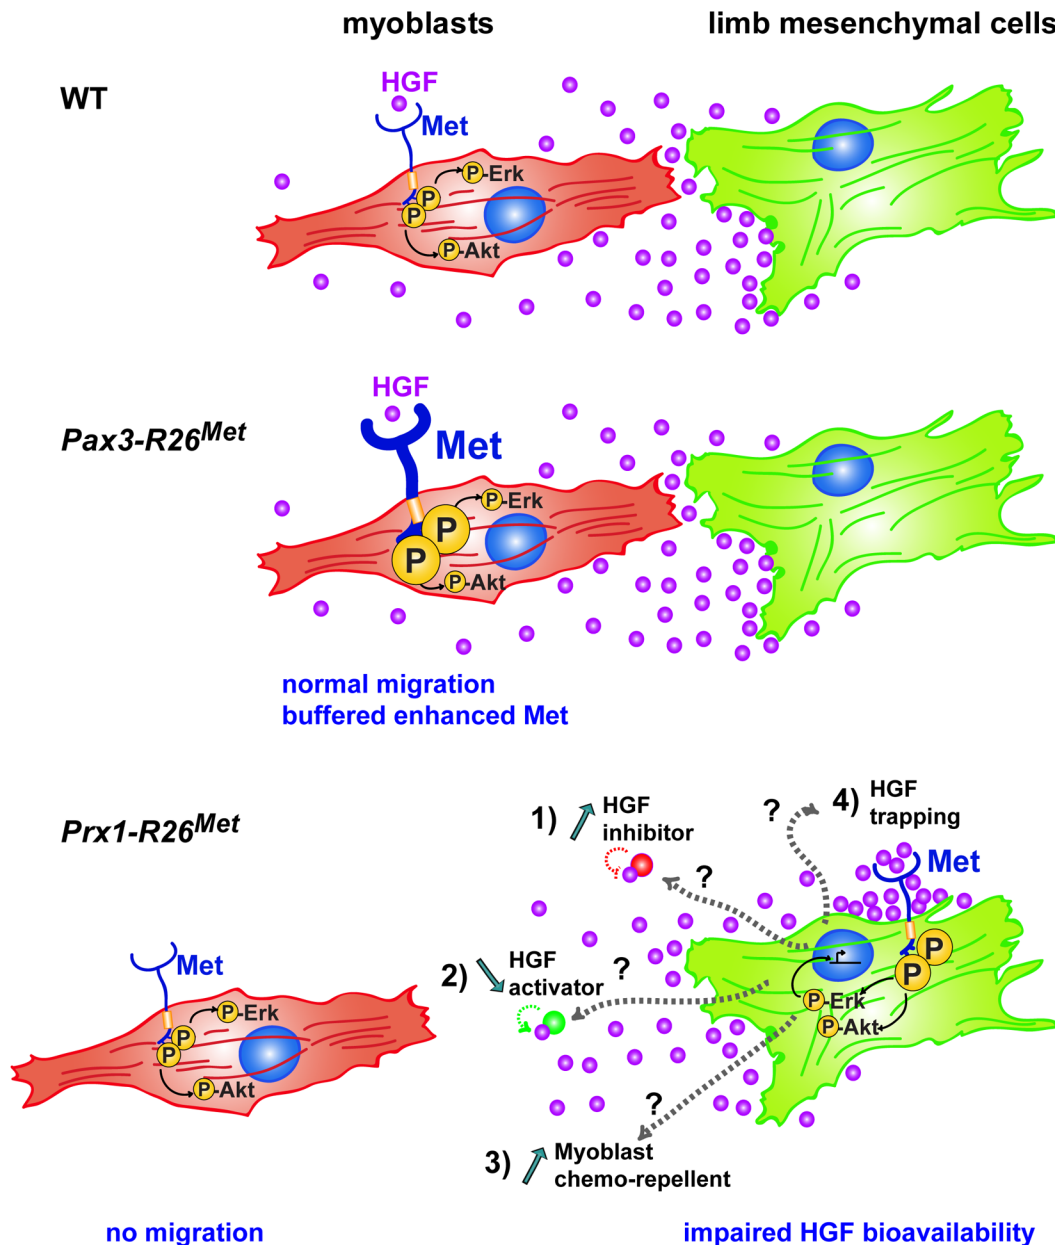 myoblasts
limb mesenchymal cells
WT
HGF
Met
P
P
P-Erk
P-Akt
Pax3-R26Met
HGF
Met
P
P
P-Erk
P-Akt
normal migration
buffered enhanced Met
Prx1-R26Met
1) HGF
inhibitor
?
? 4) HGF
trapping
Met
2) HGF
activator
?
P
P
P-Erk
P-Akt
Met
P
P
P-Erk
P-Akt
?
3) Myoblast
chemo-repellent
no migration
impaired HGF bioavailability